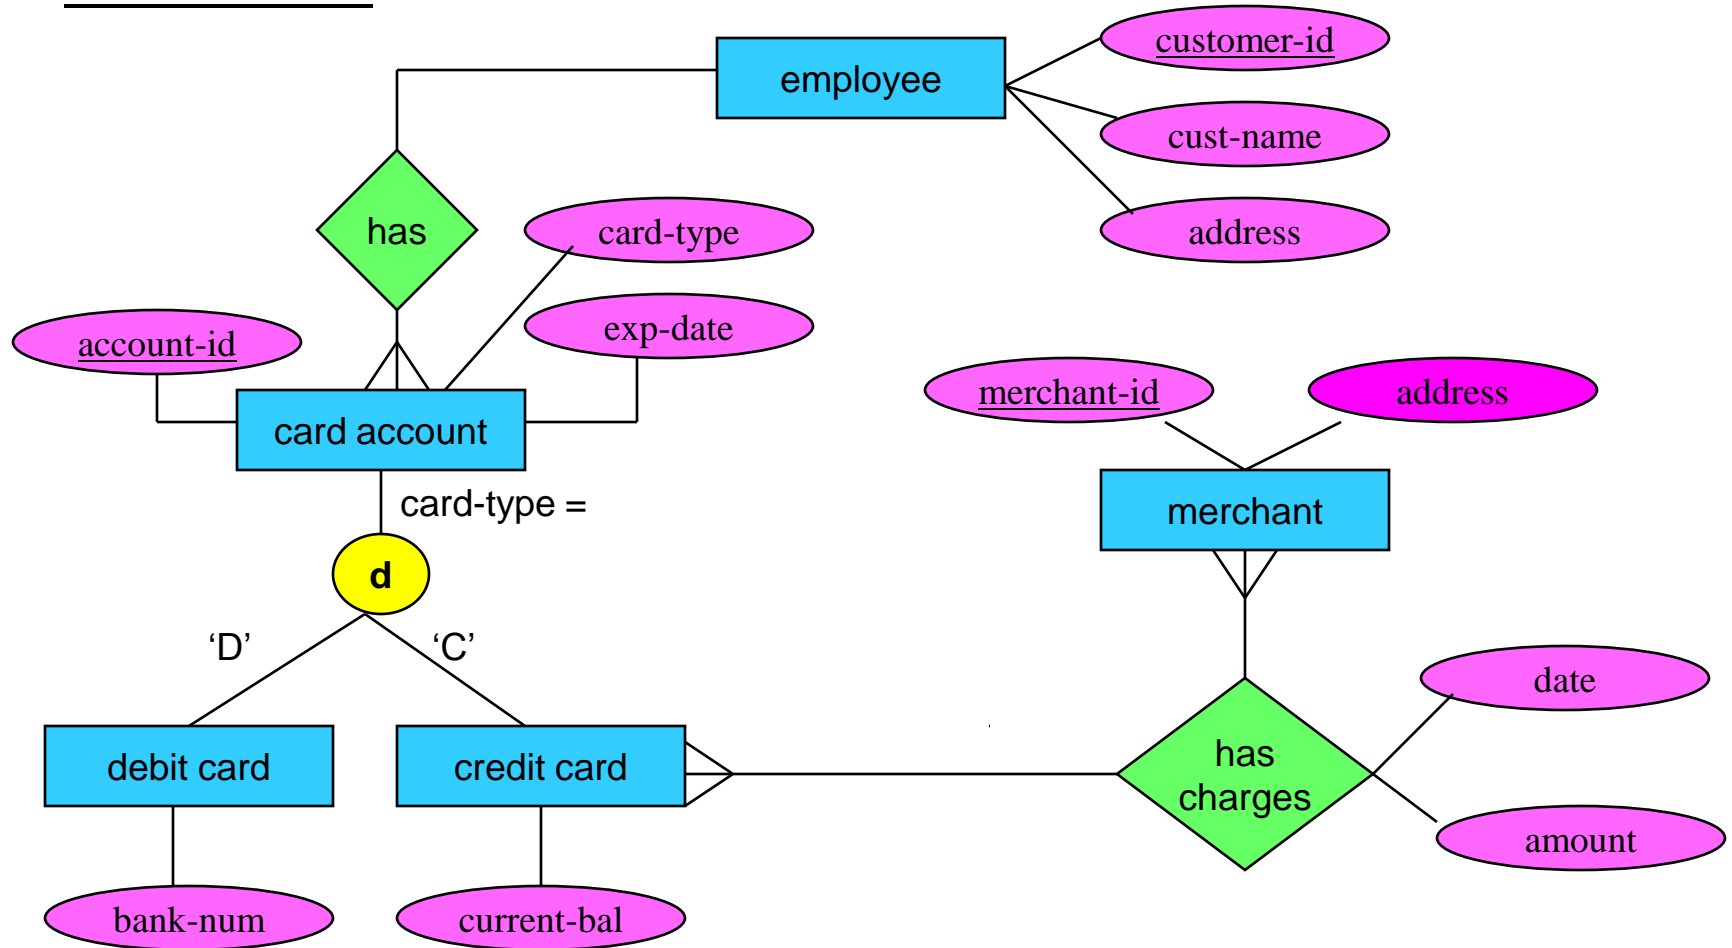 customer-id
employee
cust-name
has
card-type
address
exp-date
account-id
merchant-id
address
card account
card-type =
merchant
d
‘D’
‘C’
date
debit card
credit card
has
charges
amount
bank-num
current-bal